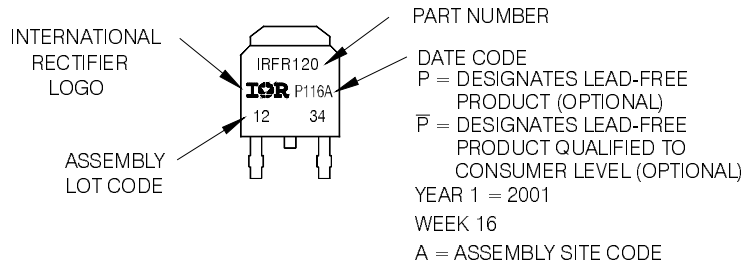 PART NUMBER
INTERNATIONAL
RECTIFIER
LOGO
IRFR120
IOR P116A
12 34
ASSEMBLY
LOT CODE
DATE CODE
P = DESIGNATES LEAD-FREE
PRODUCT (OPTIONAL)
P̅ = DESIGNATES LEAD-FREE
PRODUCT QUALIFIED TO
CONSUMER LEVEL (OPTIONAL)
YEAR 1 = 2001
WEEK 16
A = ASSEMBLY SITE CODE